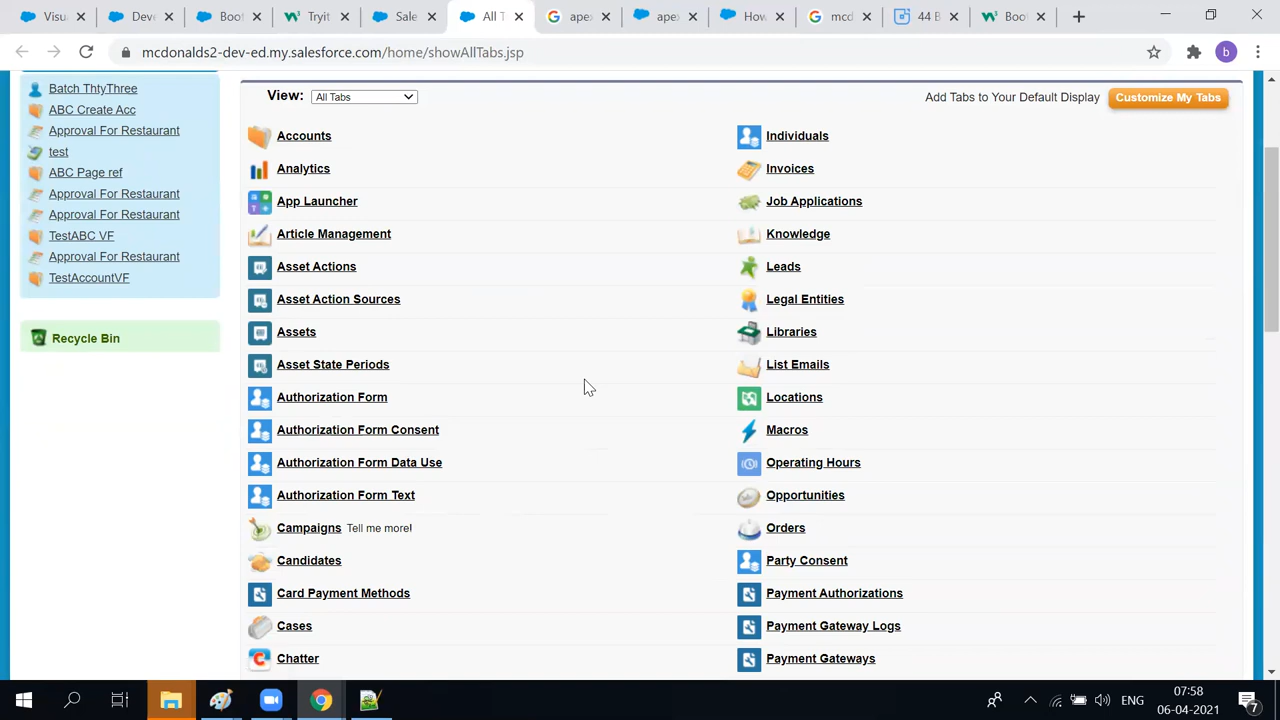 Visu
Deve
Boot
Tryit
Sale
All T
apex
apex
How
mcd
44 B
Boo
mcdonalds2-dev-ed.my.salesforce.com/home/showAllTabs.jsp
b
Batch ThtyThree
ABC Create Acc
Approval For Restaurant
test
ABC Page ref
Approval For Restaurant
Approval For Restaurant
TestABC VF
Approval For Restaurant
TestAccountVF
Recycle Bin
View: All Tabs
Add Tabs to Your Default Display Customize My Tabs
Accounts
Analytics
App Launcher
Article Management
Asset Actions
Asset Action Sources
Assets
Asset State Periods
Authorization Form
Authorization Form Consent
Authorization Form Data Use
Authorization Form Text
Campaigns Tell me more!
Candidates
Card Payment Methods
Cases
Chatter
Individuals
Invoices
Job Applications
Knowledge
Leads
Legal Entities
Libraries
List Emails
Locations
Macros
Operating Hours
Opportunities
Orders
Party Consent
Payment Authorizations
Payment Gateway Logs
Payment Gateways
ENG
07:58
06-04-2021
7